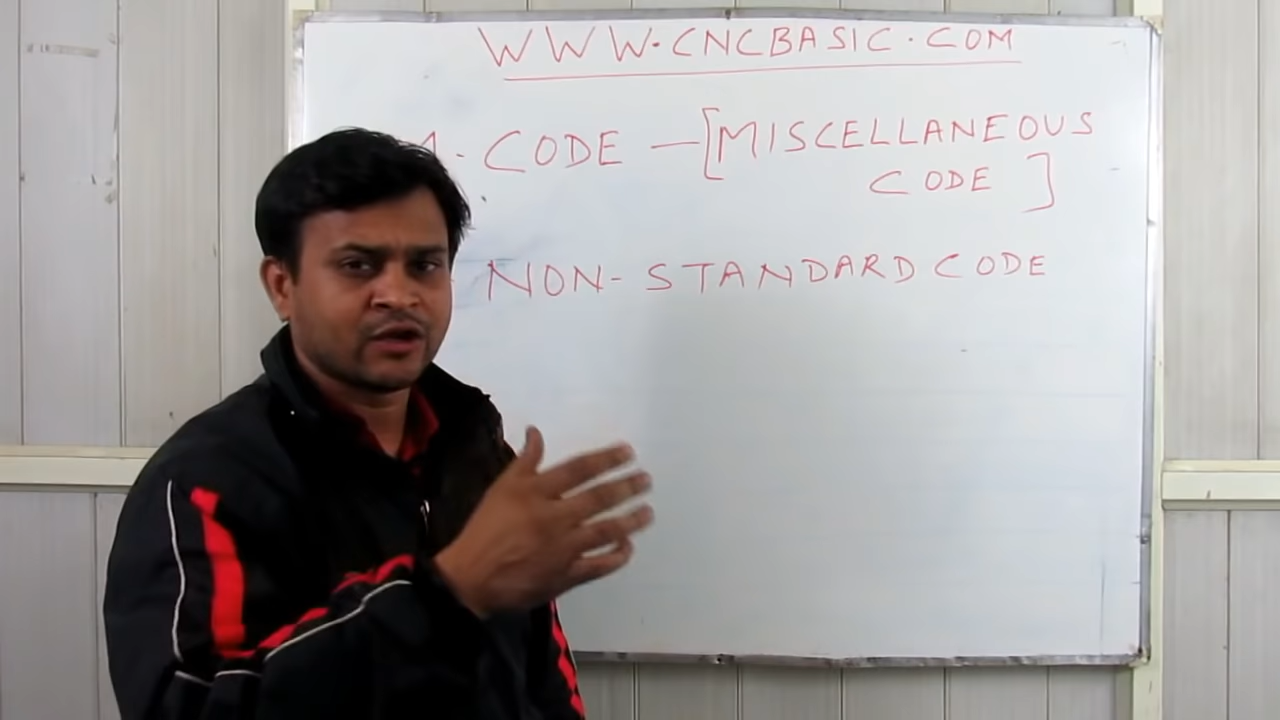 WWW.CNCBASIC.COM
M-CODE — [MISCELLANEOUS
CODE ]
NON-STANDARD CODE